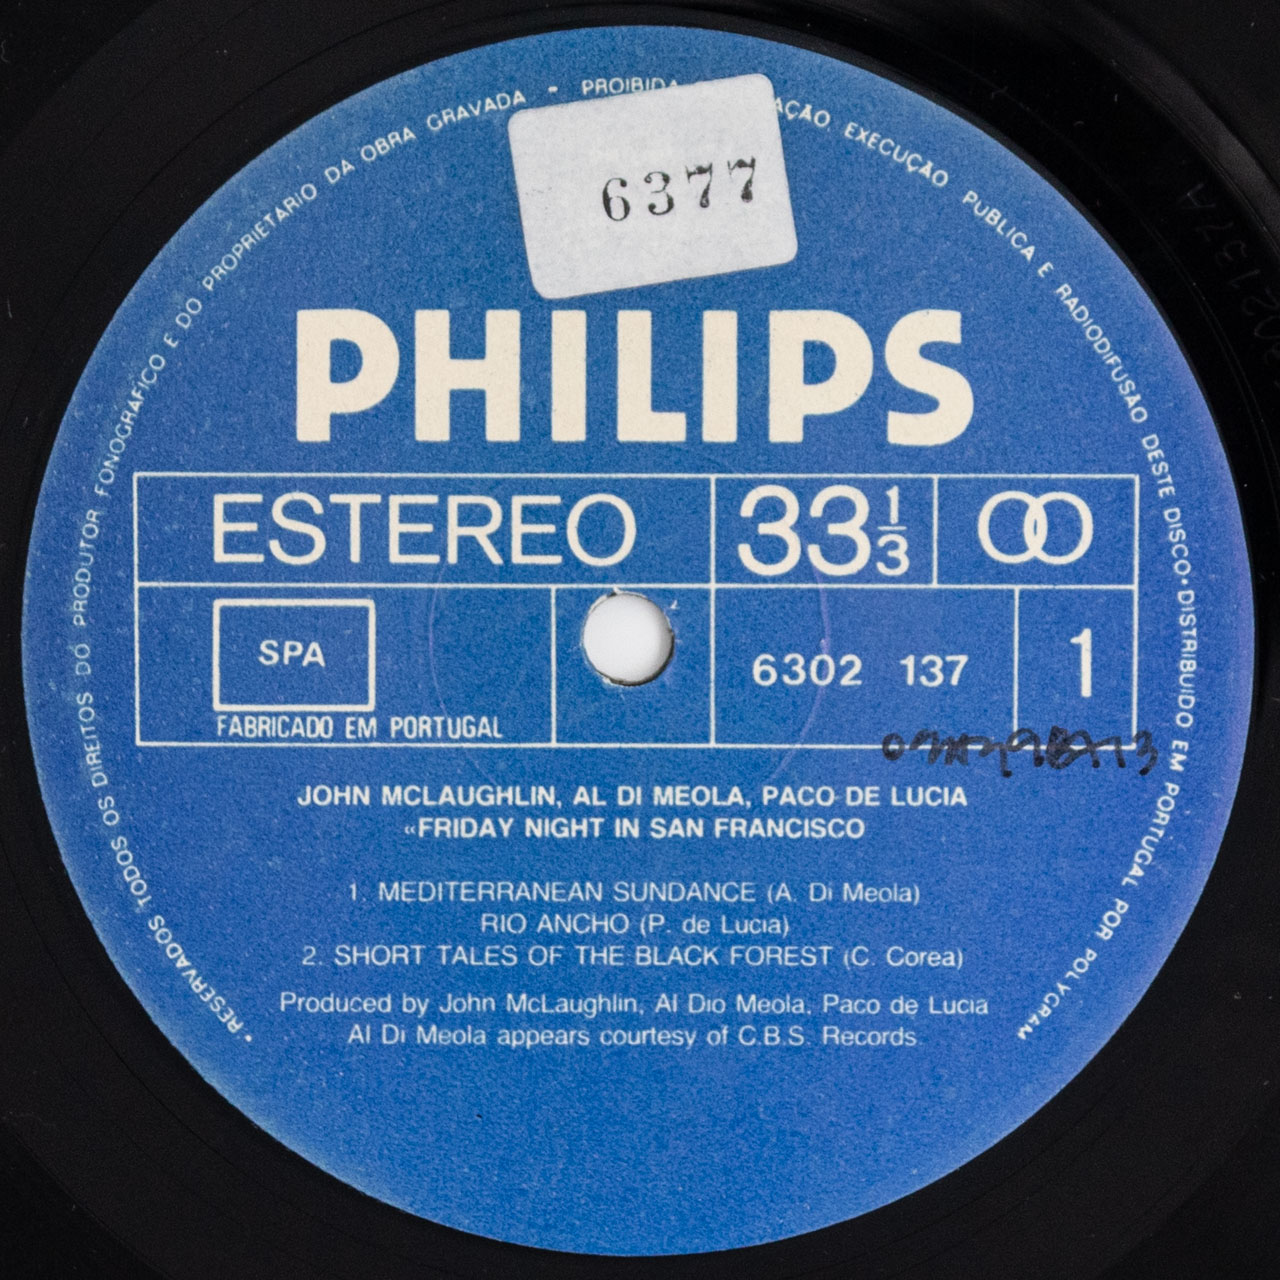 • RESERVADOS TODOS OS DIREITOS DO PRODUTOR FONOGRÁFICO E DO PROPRIETÁRIO DA OBRA GRAVADA - PROIBIDA EXECUÇÃO PUBLICA E RADIODIFUSÃO DESTE DISCO • DISTRIBUIDO EM PORTUGAL POR POLYGRAM
6377
PHILIPS
ESTEREO 33 1/3
SPA 6302 137 1
FABRICADO EM PORTUGAL
JOHN MCLAUGHLIN, AL DI MEOLA, PACO DE LUCIA
«FRIDAY NIGHT IN SAN FRANCISCO
1. MEDITERRANEAN SUNDANCE (A. Di Meola)
RIO ANCHO (P. de Lucia)
2. SHORT TALES OF THE BLACK FOREST (C. Corea)
Produced by John McLaughlin, Al Dio Meola, Paco de Lucia
Al Di Meola appears courtesy of C.B.S. Records